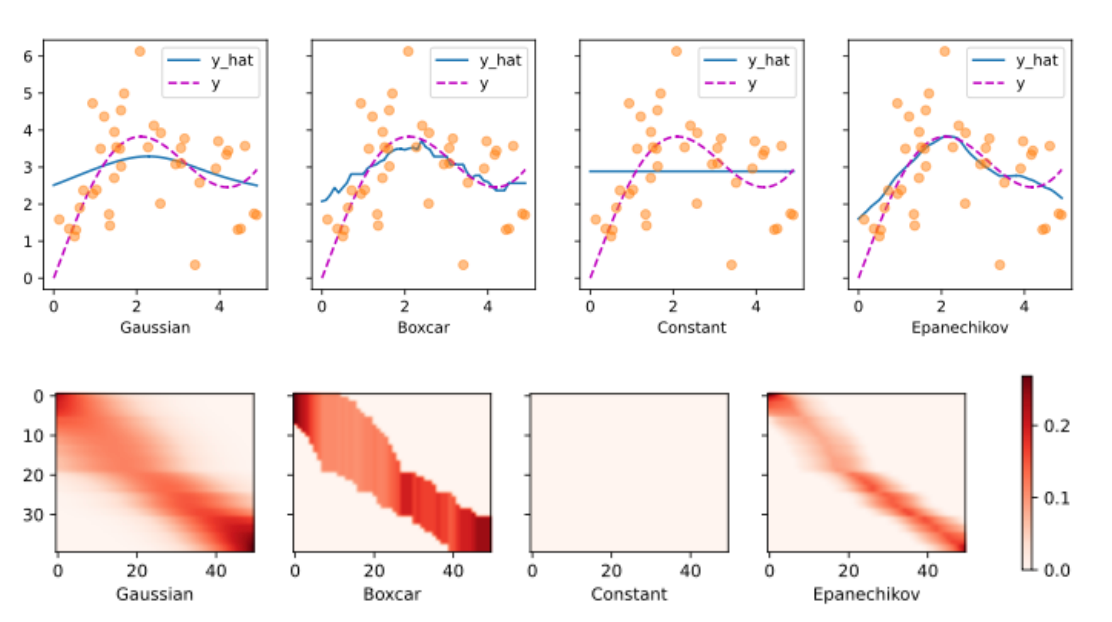 y_hat
y
y_hat
y
y_hat
y
y_hat
y
6
5
4
3
2
1
0
0 2 4
0 2 4
0 2 4
0 2 4
Gaussian
Boxcar
Constant
Epanechikov
0
10
20
30
0.2
0.1
0.0
0 20 40
0 20 40
0 20 40
0 20 40
Gaussian
Boxcar
Constant
Epanechikov